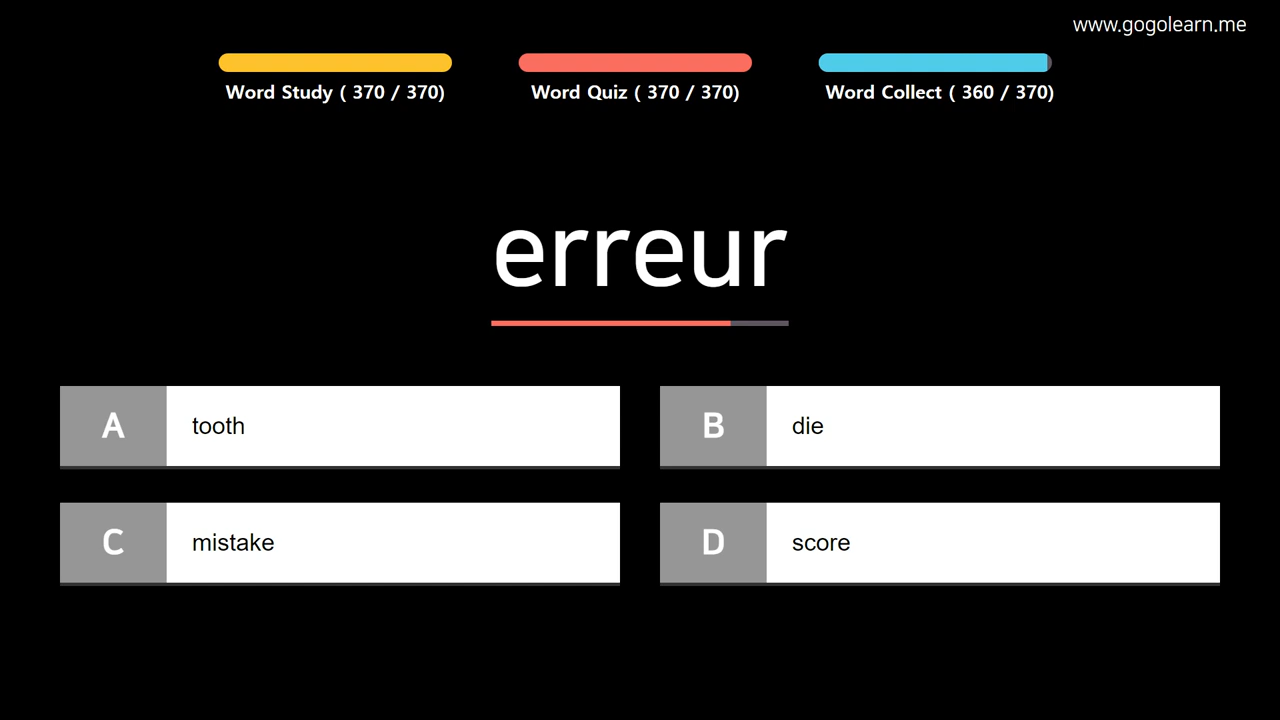 www.gogolearn.me
Word Study ( 370 / 370)
Word Quiz ( 370 / 370)
Word Collect ( 360 / 370)
erreur
A tooth
B die
C mistake
D score